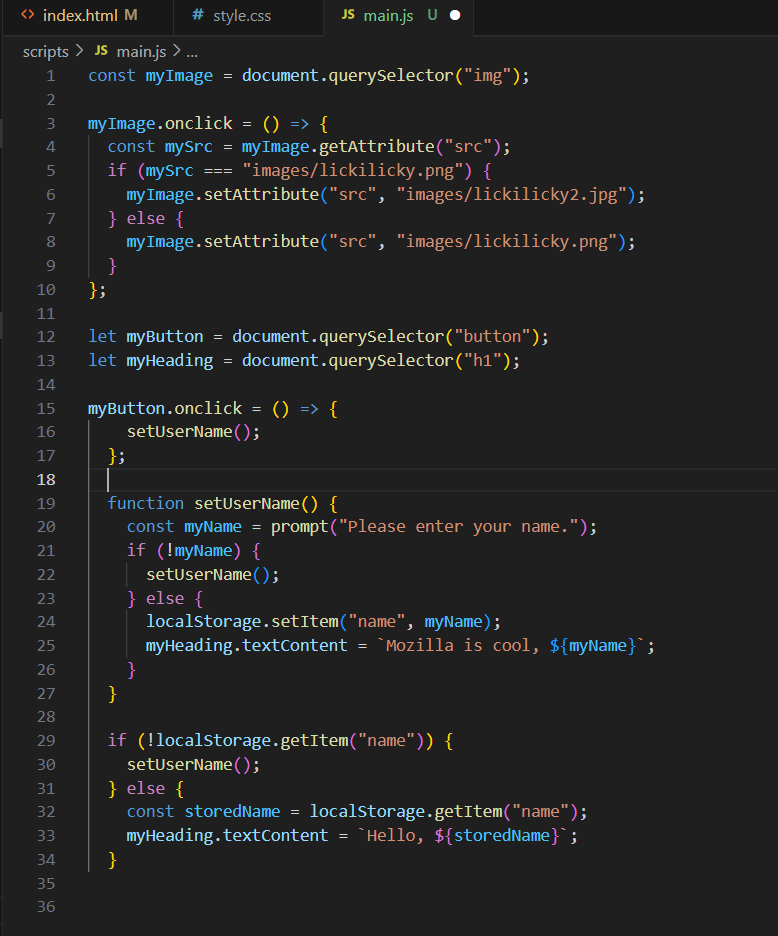 <> index.html M # style.css JS main.js U
scripts > JS main.js > ...
1 const myImage = document.querySelector("img");
2
3 myImage.onclick = () => {
4 const mySrc = myImage.getAttribute("src");
5 if (mySrc === "images/lickilicky.png") {
6 myImage.setAttribute("src", "images/lickilicky2.jpg");
7 } else {
8 myImage.setAttribute("src", "images/lickilicky.png");
9 }
10 };
11
12 let myButton = document.querySelector("button");
13 let myHeading = document.querySelector("h1");
14
15 myButton.onclick = () => {
16 setUserName();
17 };
18
19 function setUserName() {
20 const myName = prompt("Please enter your name.");
21 if (!myName) {
22 setUserName();
23 } else {
24 localStorage.setItem("name", myName);
25 myHeading.textContent = `Mozilla is cool, ${myName}`;
26 }
27 }
28
29 if (!localStorage.getItem("name")) {
30 setUserName();
31 } else {
32 const storedName = localStorage.getItem("name");
33 myHeading.textContent = `Hello, ${storedName}`;
34 }
35
36